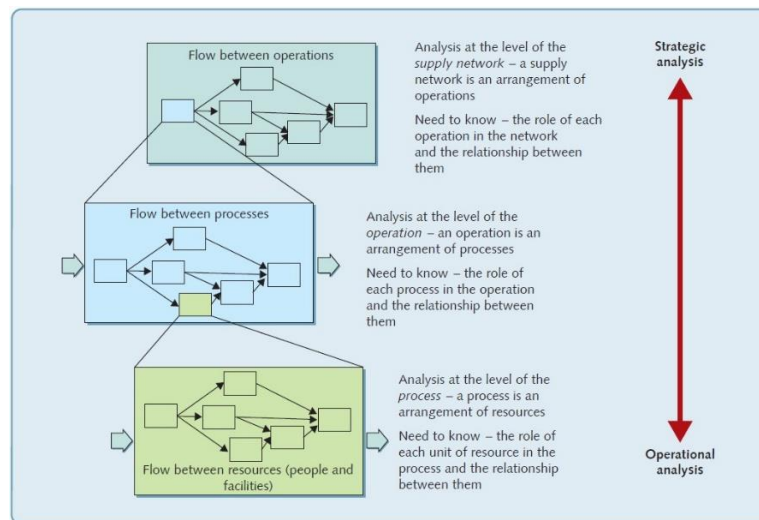 Flow between operations
Analysis at the level of the
supply network – a supply
network is an arrangement of
operations
Need to know – the role of each
operation in the network
and the relationship between
them
Strategic
analysis
Flow between processes
Analysis at the level of the
operation – an operation is an
arrangement of processes
Need to know – the role of
each process in the operation
and the relationship between
them
Analysis at the level of the
process – a process is an
arrangement of resources
Need to know – the role of
each unit of resource in the
process and the relationship
between them
Flow between resources (people and
facilities)
Operational
analysis